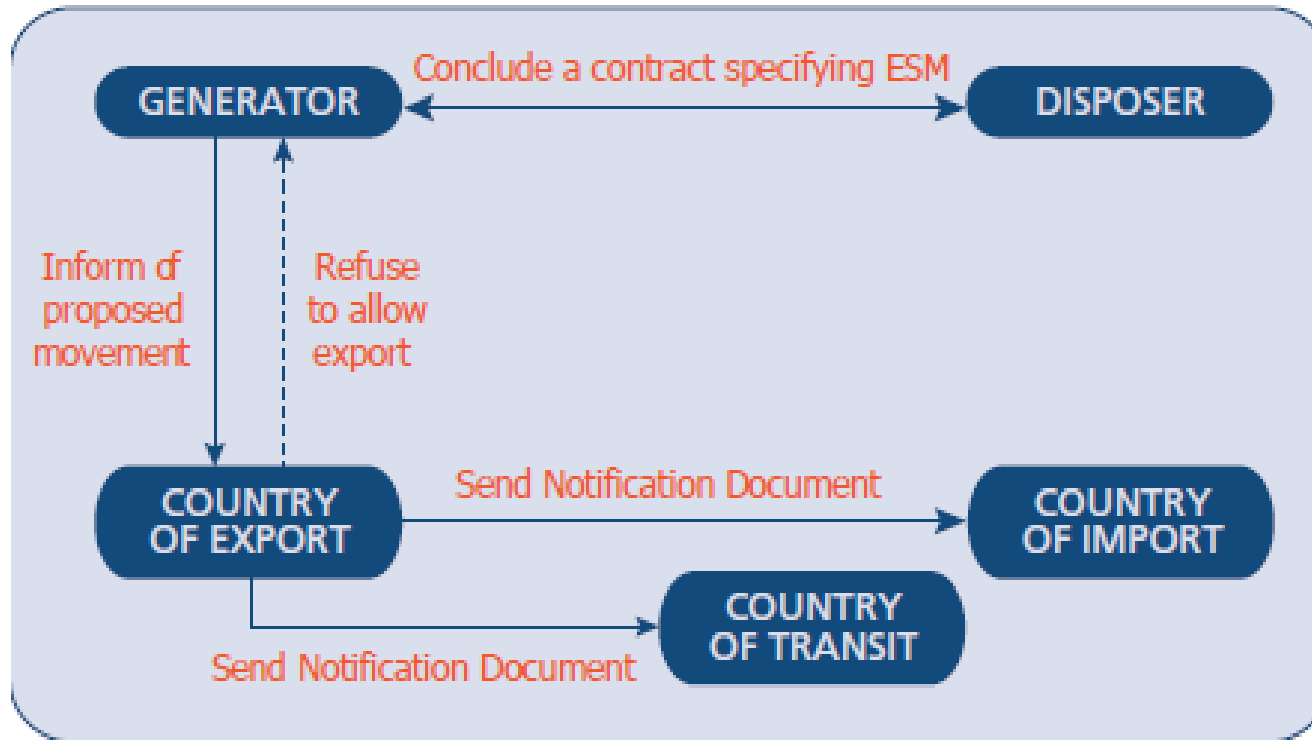 Conclude a contract specifying ESM
GENERATOR
DISPOSER
Inform of
proposed
movement
Refuse
to allow
export
Send Notification Document
COUNTRY
OF EXPORT
COUNTRY
OF IMPORT
COUNTRY
OF TRANSIT
Send Notification Document